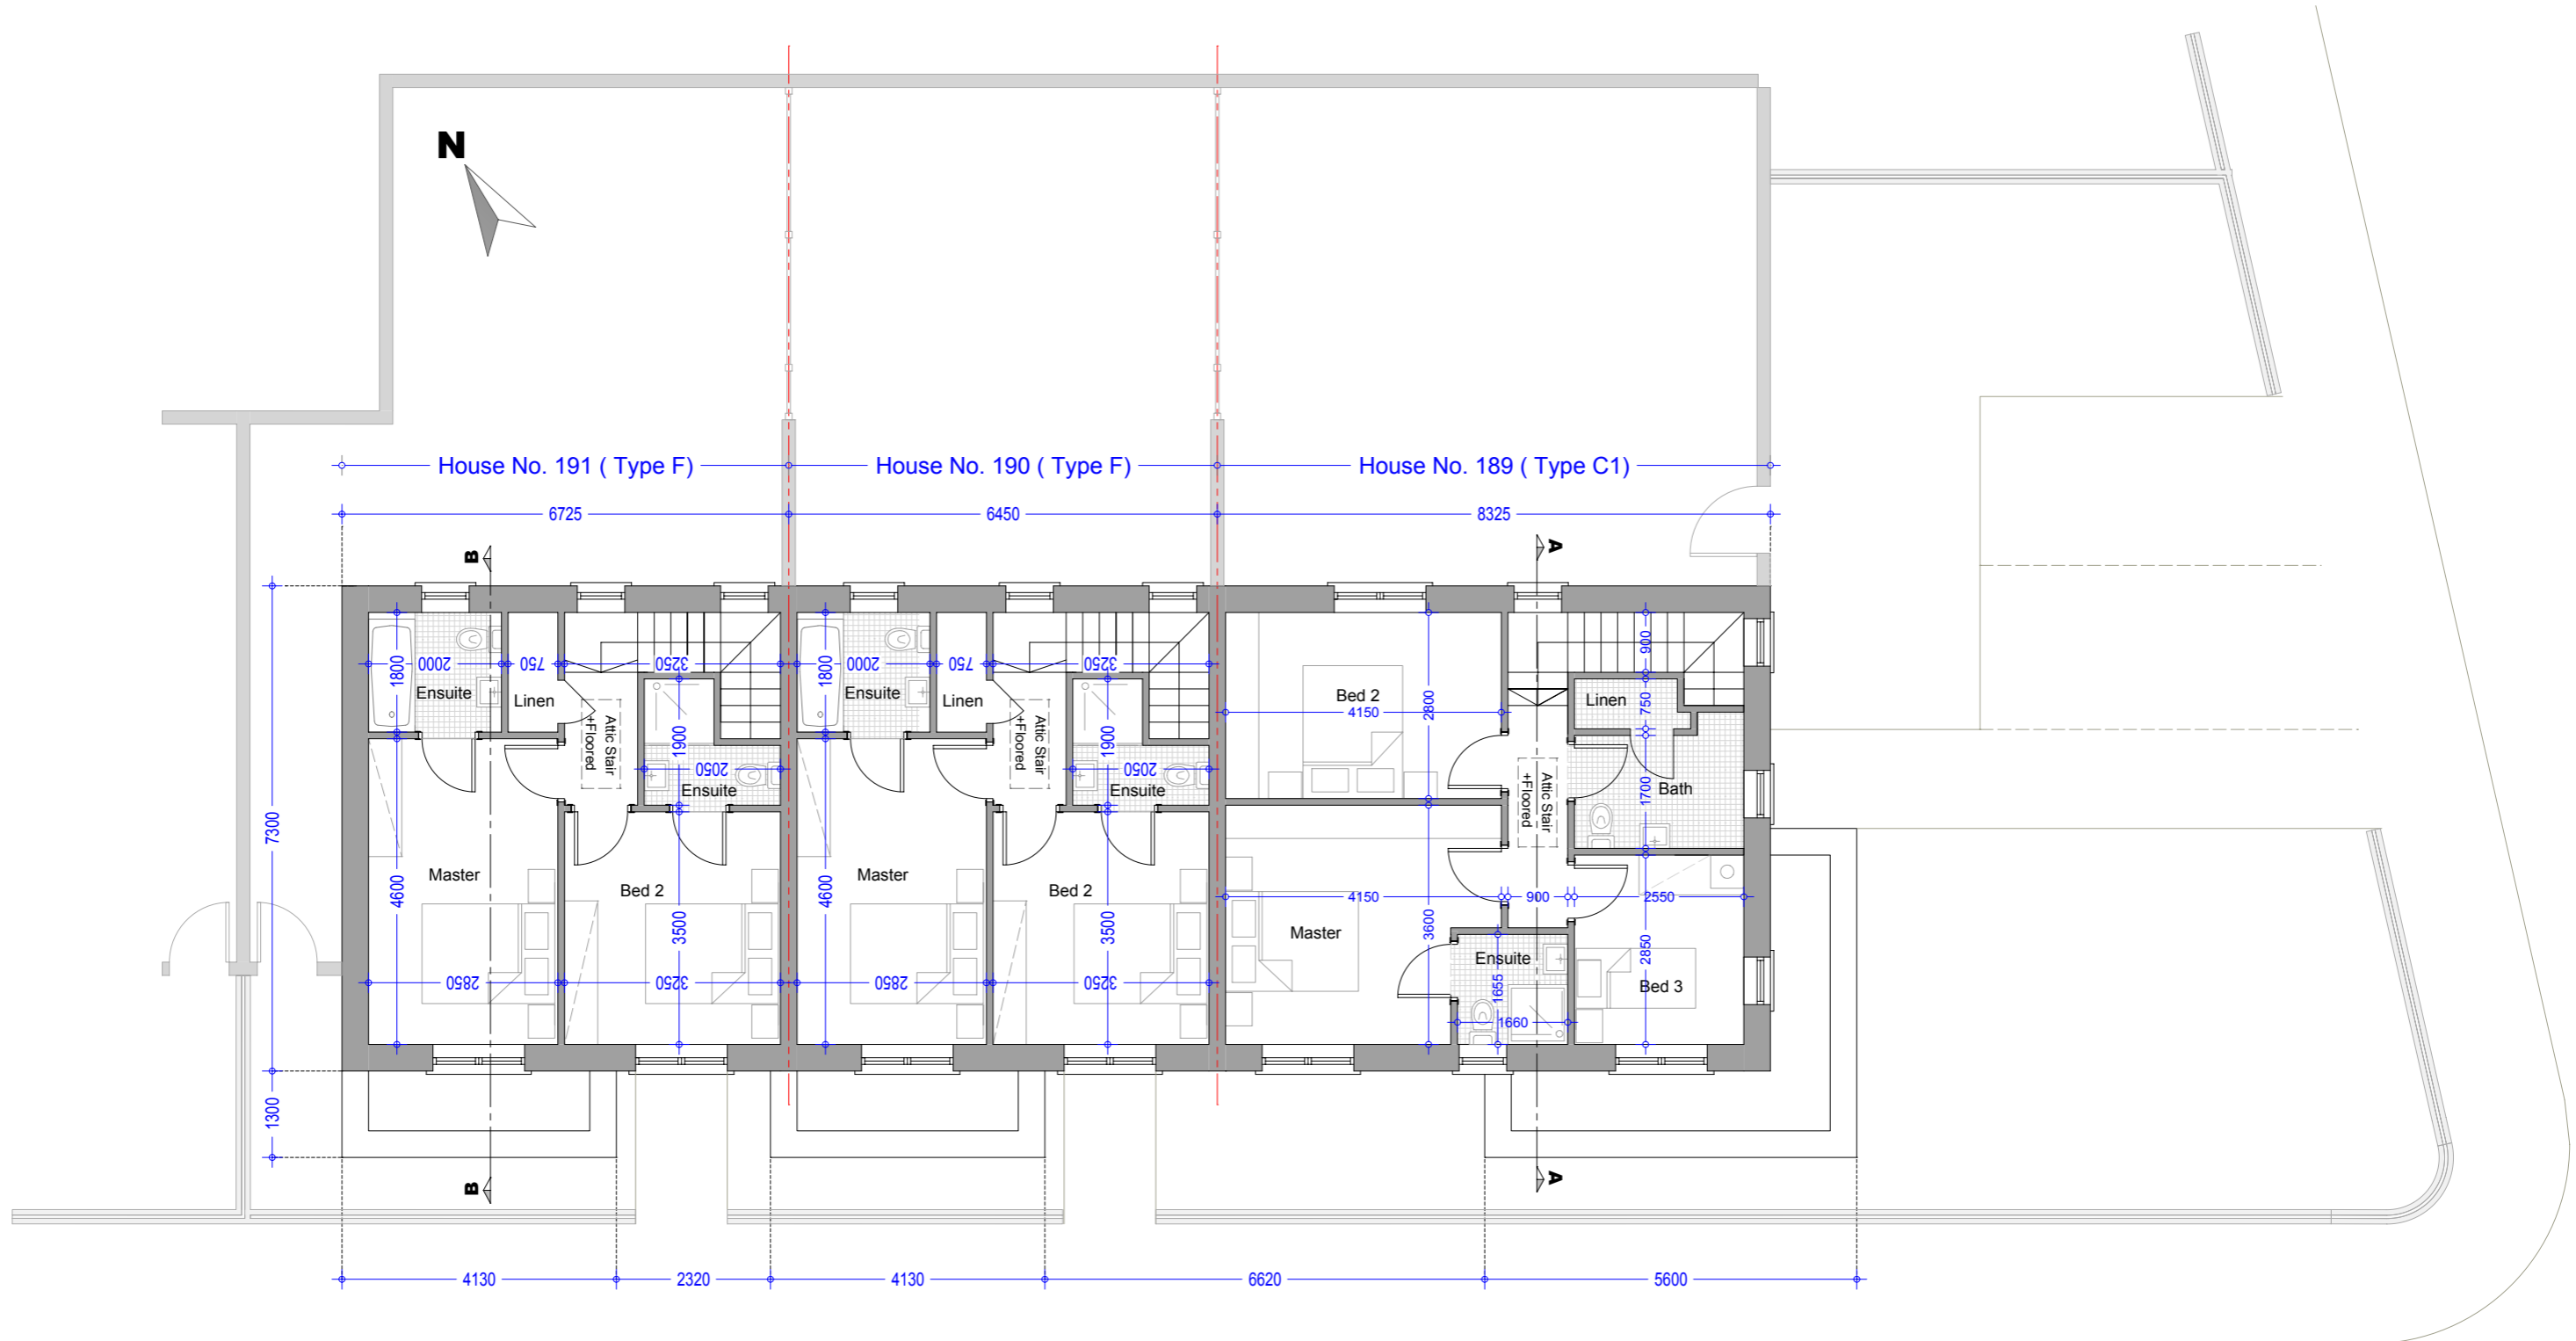 N
House No. 191 ( Type F)
House No. 190 ( Type F)
House No. 189 ( Type C1)
6725
6450
8325
B
A
7300
1300
1800
2000
750
3250
Ensuite
Linen
Attic Stair
+Floored
1900
2050
Ensuite
Master
4600
Bed 2
3500
2850
3250
1800
2000
750
3250
Ensuite
Linen
Attic Stair
+Floored
1900
2050
Ensuite
Master
4600
Bed 2
3500
2850
3250
Bed 2
4150
2800
900
Linen
750
Attic Stair
+Floored
1700
Bath
4150
900
2550
Master
3600
Ensuite
1655
1660
2850
Bed 3
B
A
4130
2320
4130
6620
5600